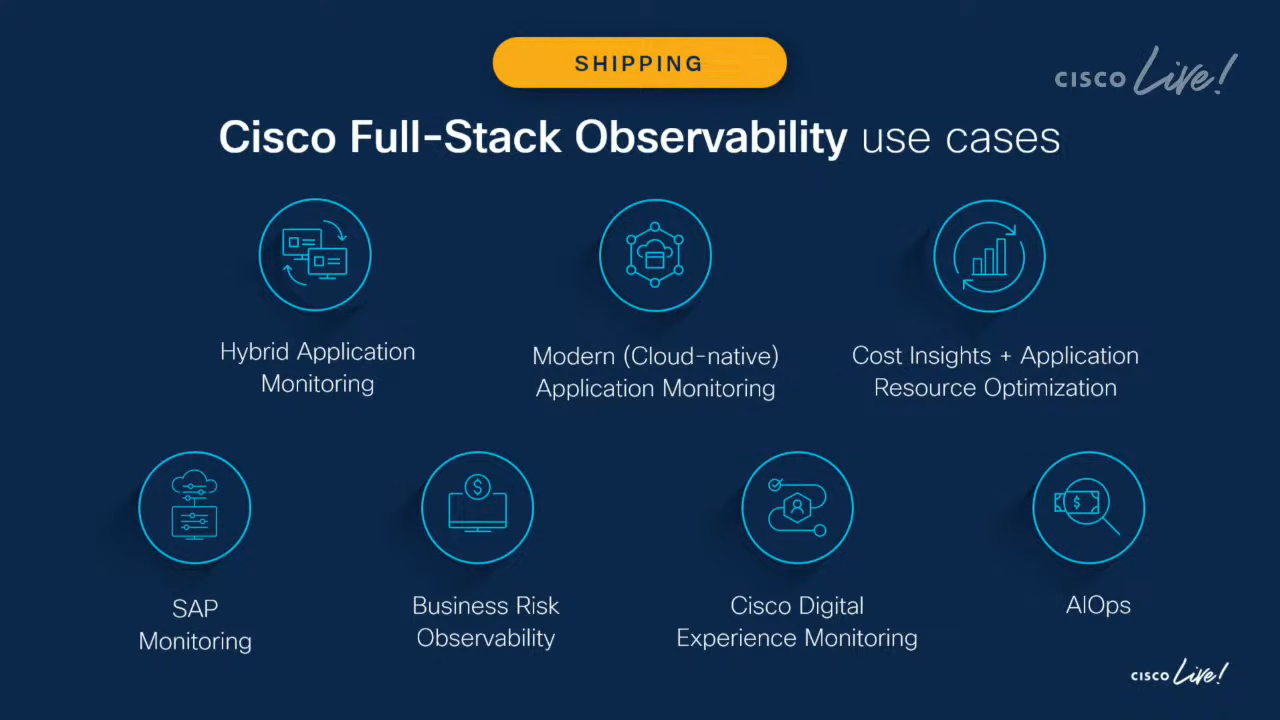 SHIPPING
CISCO Live!
Cisco Full-Stack Observability use cases
Hybrid Application
Monitoring
Modern (Cloud-native)
Application Monitoring
Cost Insights + Application
Resource Optimization
$
$
SAP
Monitoring
Business Risk
Observability
Cisco Digital
Experience Monitoring
AIOps
CISCO Live!